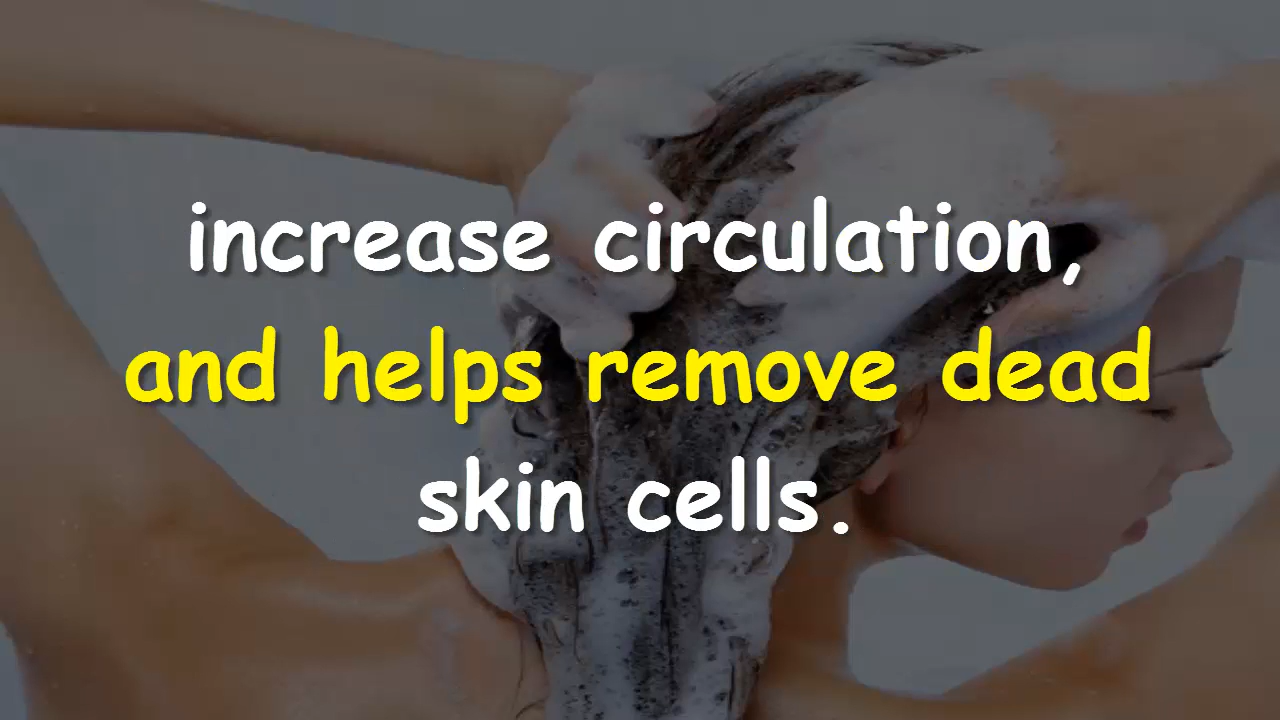 increase circulation,
and helps remove dead
skin cells.